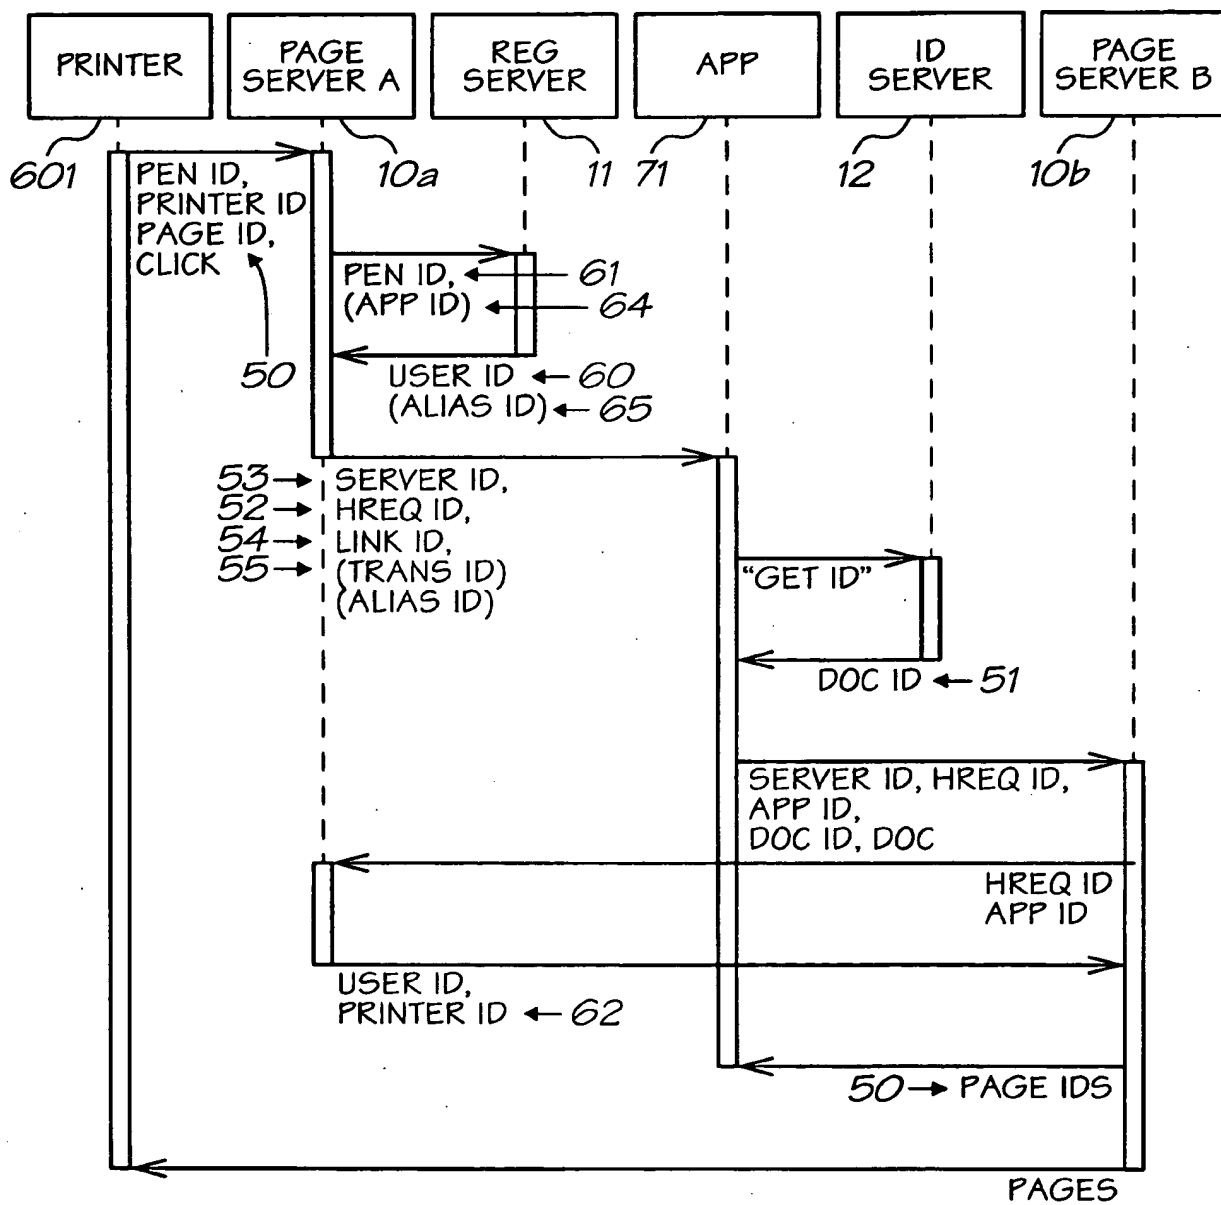 PRINTER
PAGE
SERVER A
REG
SERVER
APP
ID
SERVER
PAGE
SERVER B
601
10a
11
71
12
10b
PEN ID,
PRINTER ID
PAGE ID,
CLICK
50
PEN ID,
61
(APP ID)
64
USER ID
60
(ALIAS ID)
65
53
SERVER ID,
52
HREQ ID,
54
LINK ID,
55
(TRANS ID)
(ALIAS ID)
"GET ID"
DOC ID
51
SERVER ID, HREQ ID,
APP ID,
DOC ID, DOC
HREQ ID
APP ID
USER ID,
PRINTER ID
62
50
PAGE IDS
PAGES